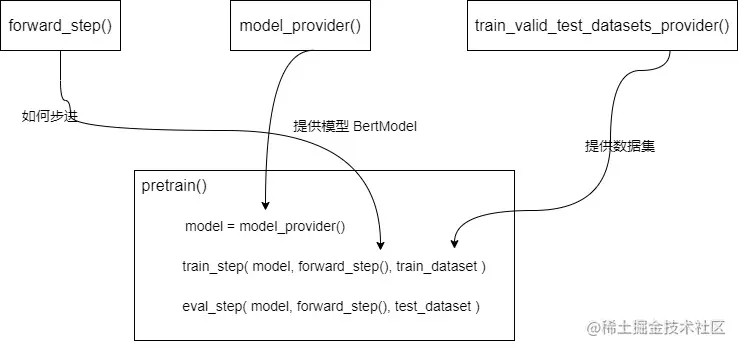 forward_step()
model_provider()
train_valid_test_datasets_provider()
如何步进
提供模型 BertModel
提供数据集
pretrain()
model = model_provider()
train_step( model, forward_step(), train_dataset )
eval_step( model, forward_step(), test_dataset )
@稀土掘金技术社区